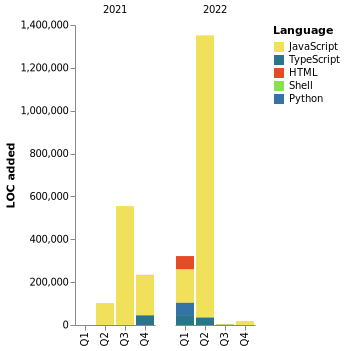 2021 2022
Language
JavaScript
TypeScript
HTML
Shell
Python
LOC added
1,400,000
1,200,000
1,000,000
800,000
600,000
400,000
200,000
0
Q1 Q2 Q3 Q4 Q1 Q2 Q3 Q4